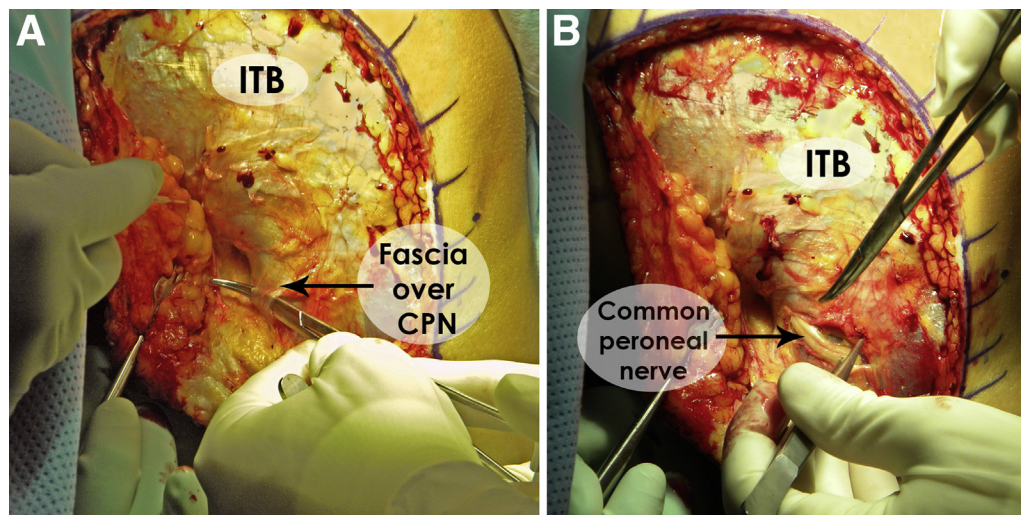 A
ITB
Fascia
over
CPN
B
ITB
Common
peroneal
nerve